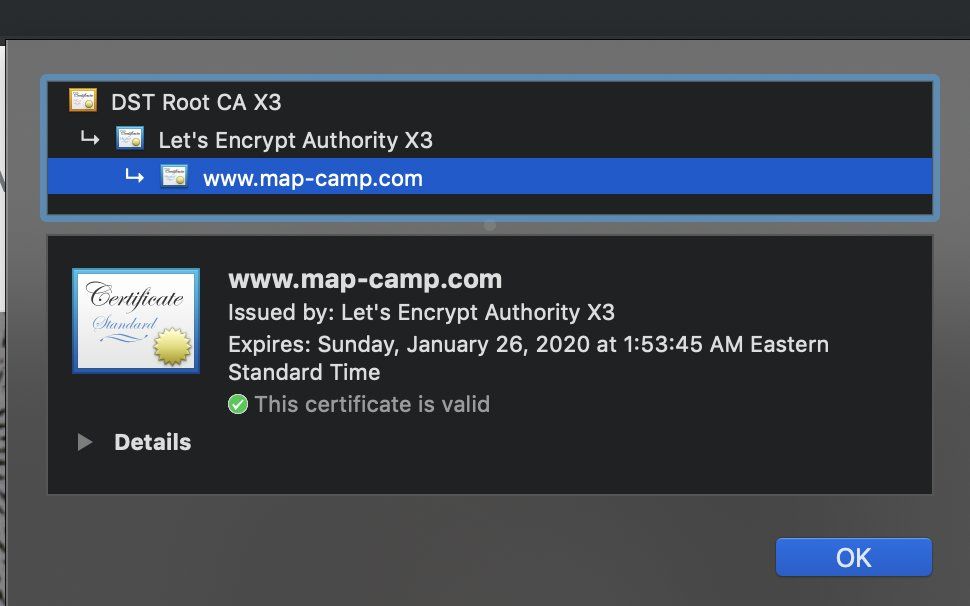 DST Root CA X3
Let's Encrypt Authority X3
www.map-camp.com
Certificate
Standard
www.map-camp.com
Issued by: Let's Encrypt Authority X3
Expires: Sunday, January 26, 2020 at 1:53:45 AM Eastern
Standard Time
This certificate is valid
Details
OK